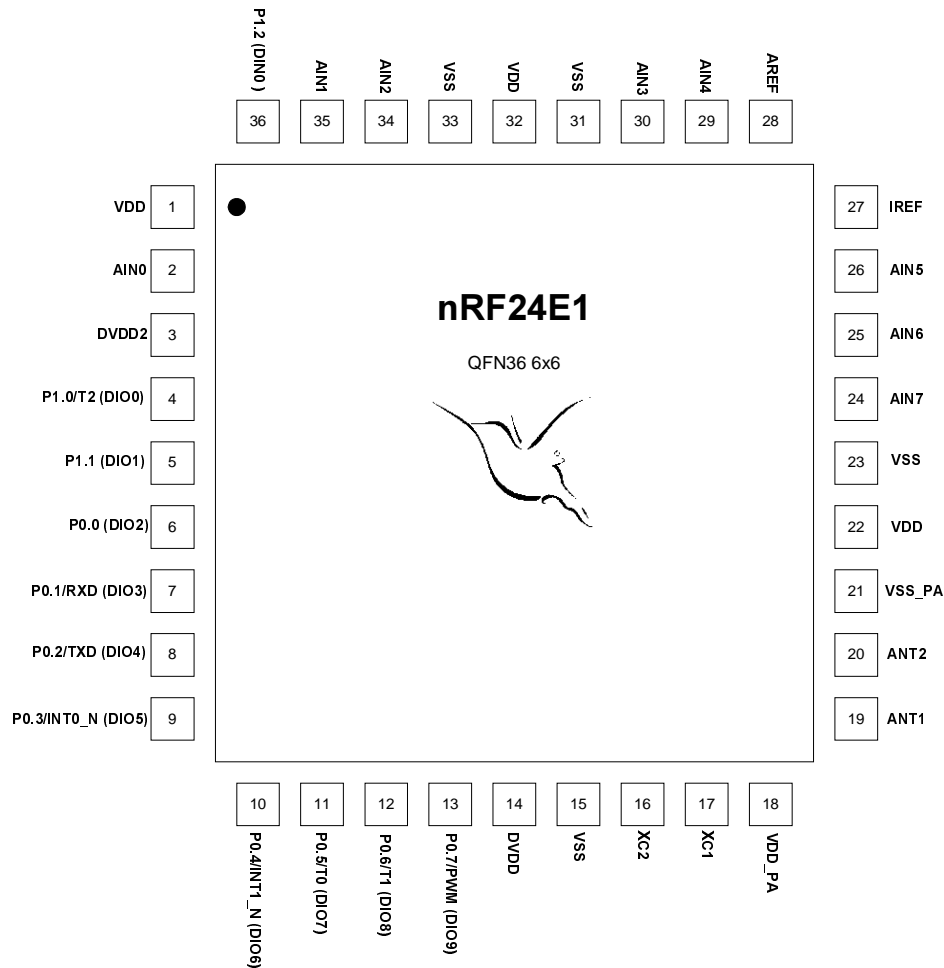 P1.2 (DIN0 )
AIN1
AIN2
VSS
VDD
VSS
AIN3
AIN4
AREF
36
35
34
33
32
31
30
29
28
VDD
1
27
IREF
AIN0
2
26
AIN5
nRF24E1
DVDD2
3
25
AIN6
QFN36 6x6
P1.0/T2 (DIO0)
4
24
AIN7
P1.1 (DIO1)
5
23
VSS
P0.0 (DIO2)
6
22
VDD
P0.1/RXD (DIO3)
7
21
VSS_PA
P0.2/TXD (DIO4)
8
20
ANT2
P0.3/INT0_N (DIO5)
9
19
ANT1
10
11
12
13
14
15
16
17
18
P0.4/INT1_N (DIO6)
P0.5/T0 (DIO7)
P0.6/T1 (DIO8)
P0.7/PWM (DIO9)
DVDD
VSS
XC2
XC1
VDD_PA